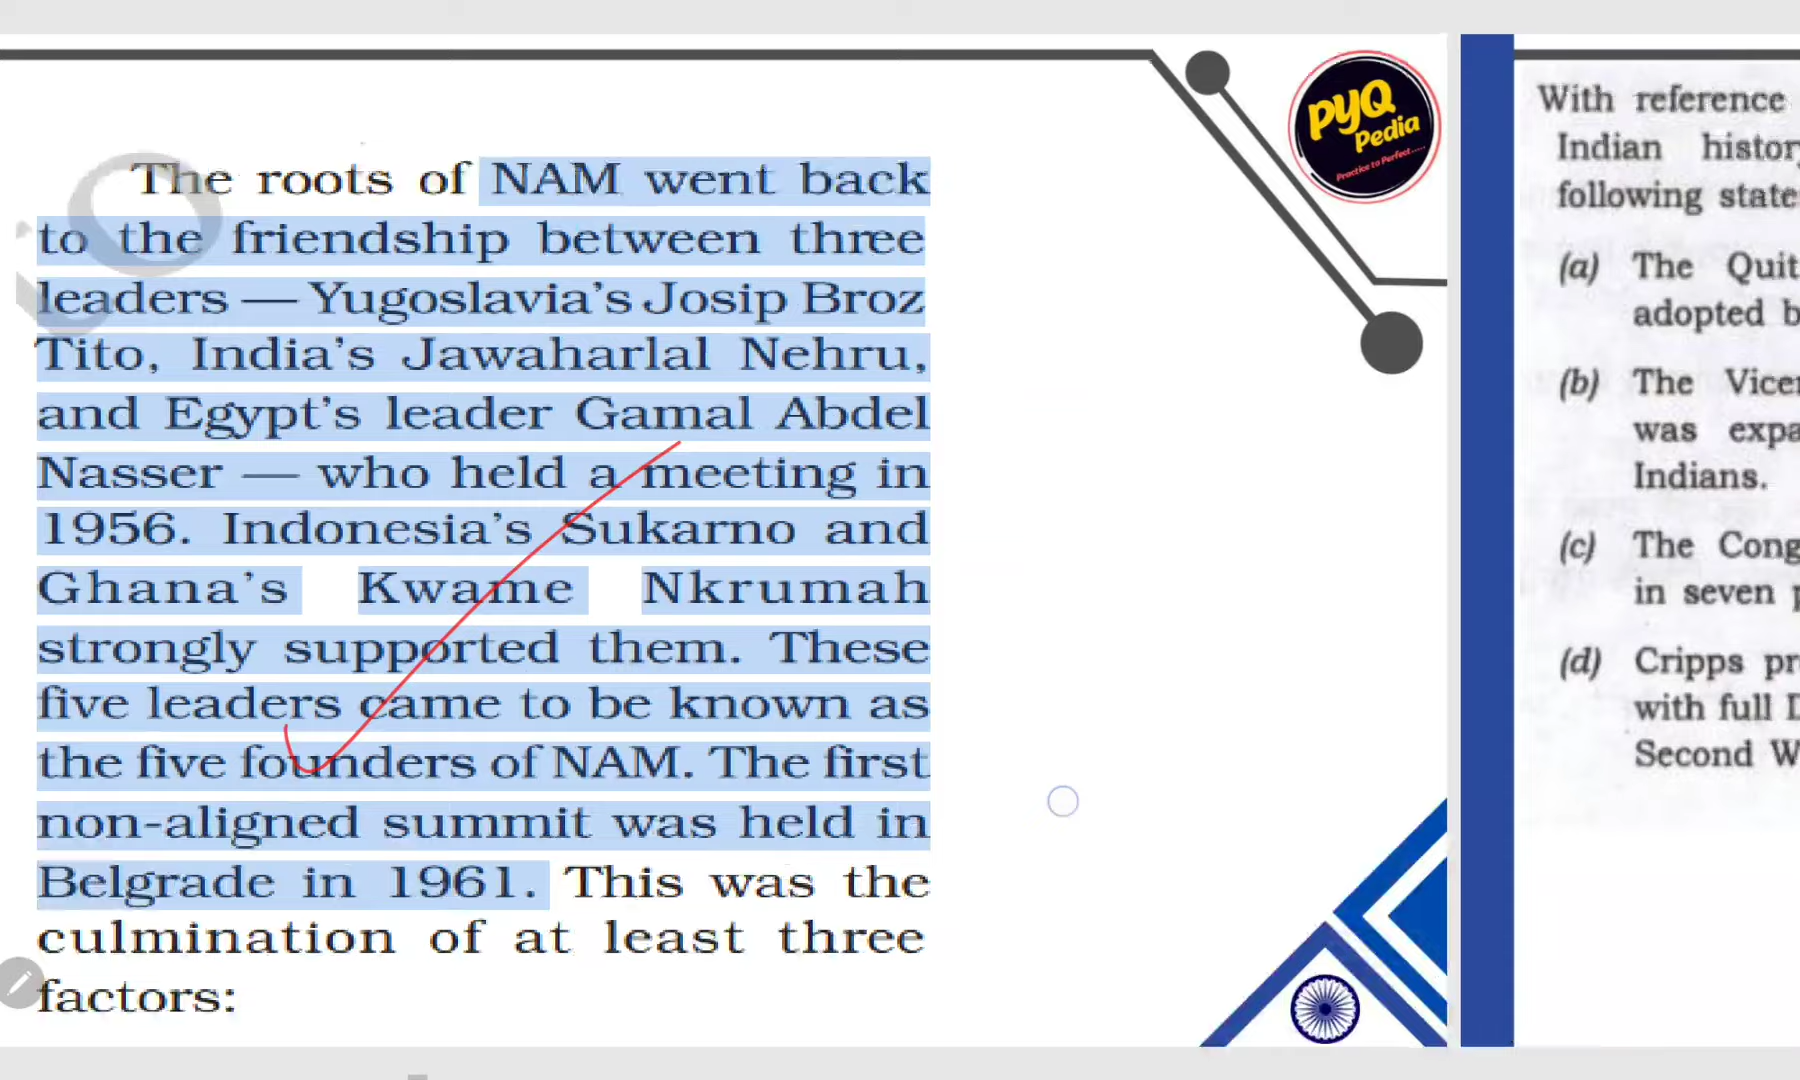 PYQ
Pedia
Practice to Perfect.....
The roots of NAM went back
to the friendship between three
leaders — Yugoslavia's Josip Broz
Tito, India's Jawaharlal Nehru,
and Egypt's leader Gamal Abdel
Nasser — who held a meeting in
1956. Indonesia's Sukarno and
Ghana's Kwame Nkrumah
strongly supported them. These
five leaders came to be known as
the five founders of NAM. The first
non-aligned summit was held in
Belgrade in 1961. This was the
culmination of at least three
factors:
With reference
Indian
following
(a) The Quit
adopted
(b) The
was
Indians.
(c) The
in seven
(d) Cripps
with full
Second